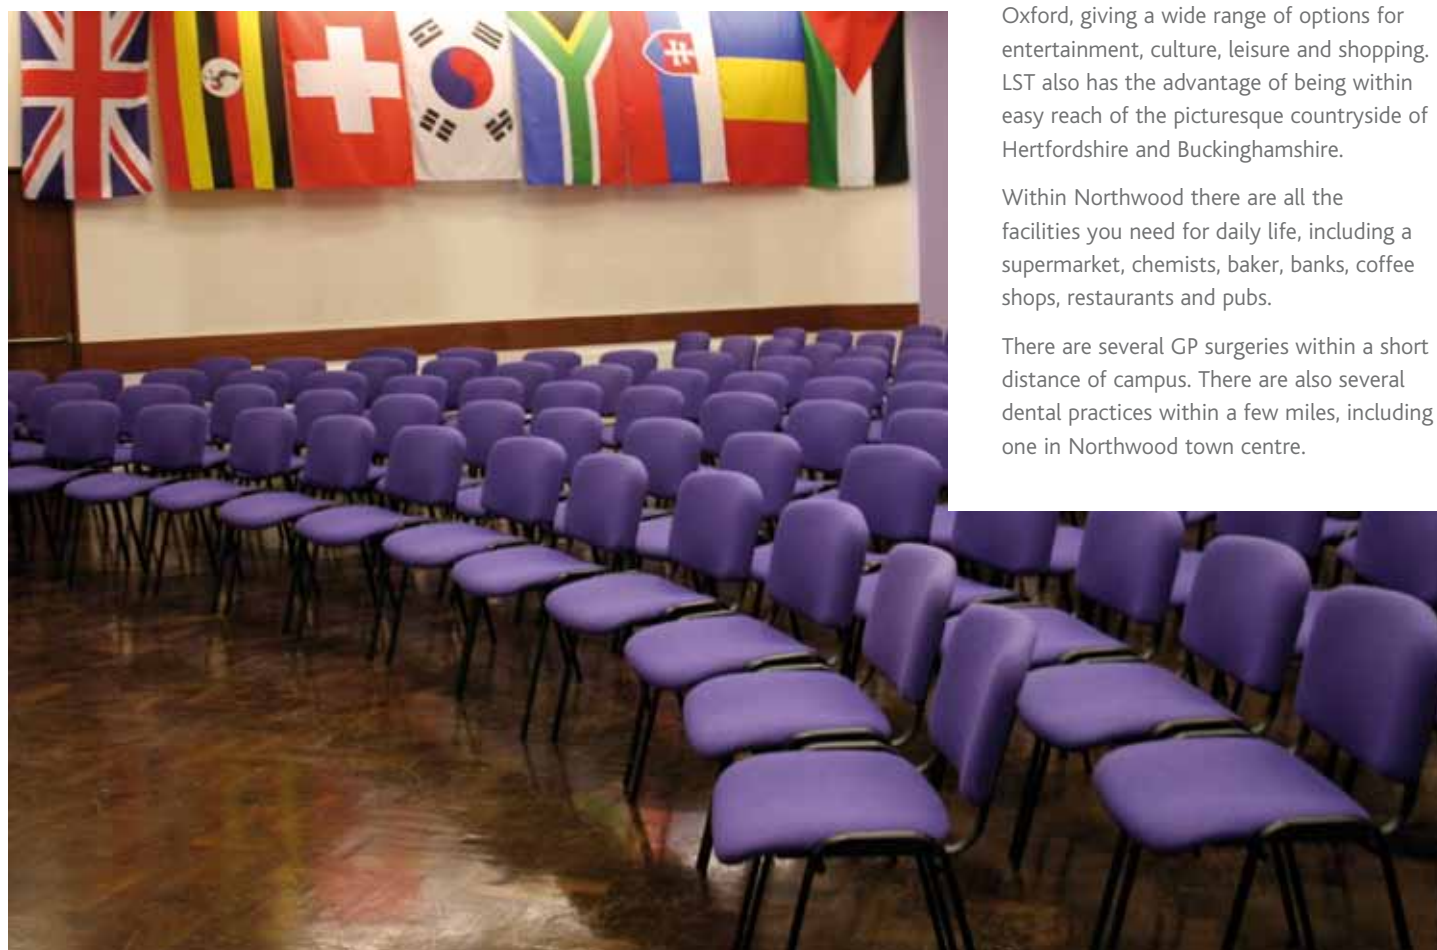 Oxford, giving a wide range of options for
entertainment, culture, leisure and shopping.
LST also has the advantage of being within
easy reach of the picturesque countryside of
Hertfordshire and Buckinghamshire.
Within Northwood there are all the
facilities you need for daily life, including a
supermarket, chemists, baker, banks, coffee
shops, restaurants and pubs.
There are several GP surgeries within a short
distance of campus. There are also several
dental practices within a few miles, including
one in Northwood town centre.